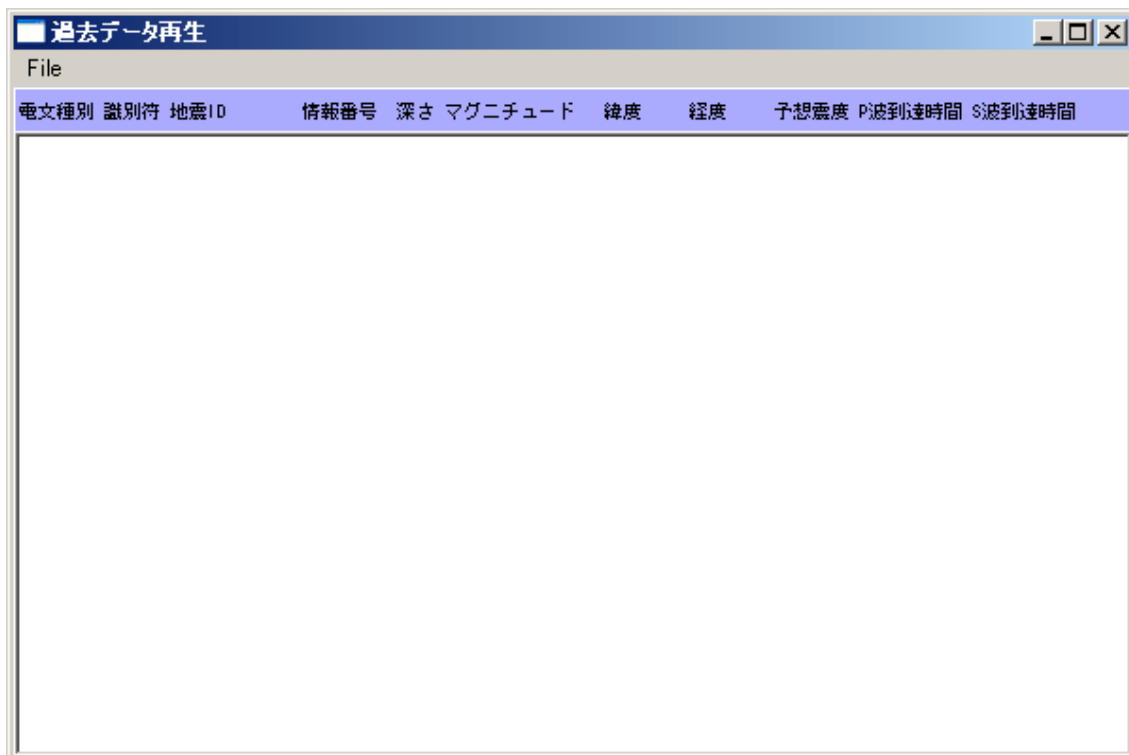 過去データ再生
File
電文種別 識別符 地震ID 情報番号 深さ マグニチュード 緯度 経度 予想震度 P波到達時間 S波到達時間